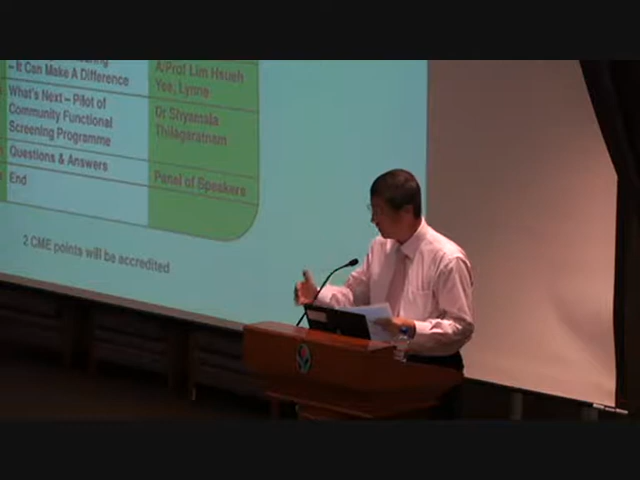 – It Can Make A Difference
A/Prof Lim Hsueh
Yee, Lynne
What's Next – Pilot of
Community Functional
Screening Programme
Dr Shyamala
Thilagaratnam
Questions & Answers
Panel of Speakers
End
2 CME points will be accredited